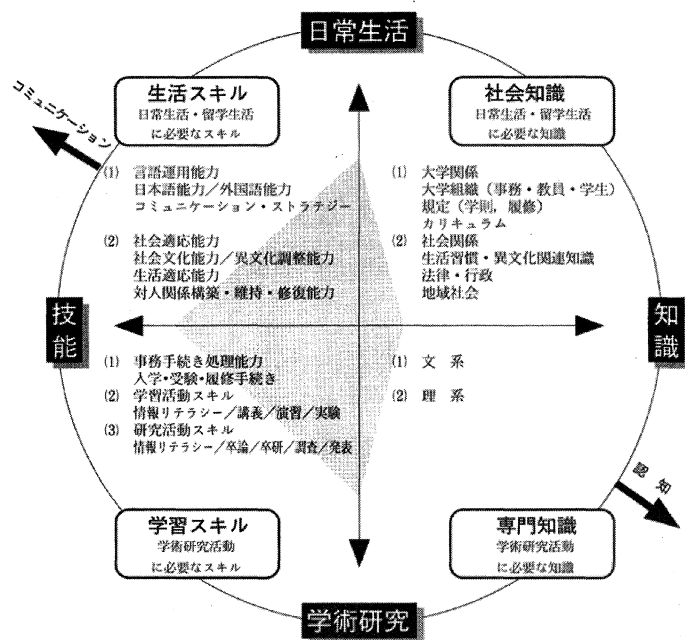 日常生活
コミュニケーション
生活スキル
日常生活・留学生活
に必要なスキル
社会知識
日常生活・留学生活
に必要な知識
(1) 言語運用能力
日本語能力／外国語能力
コミュニケーション・ストラテジー
(2) 社会適応能力
社会文化能力／異文化調整能力
生活適応能力
対人関係構築・維持・修復能力
(1) 大学関係
大学組織（事務・教員・学生）
規定（学則，履修）
カリキュラム
(2) 社会関係
生活習慣・異文化関連知識
法律・行政
地域社会
技能
知識
(1) 事務手続き処理能力
入学・受験・履修手続き
(2) 学習活動スキル
情報リテラシー／講義／演習／実験
(3) 研究活動スキル
情報リテラシー／卒論／卒研／調査／発表
(1) 文 系
(2) 理 系
認 知
学習スキル
学術研究活動
に必要なスキル
専門知識
学術研究活動
に必要な知識
学術研究